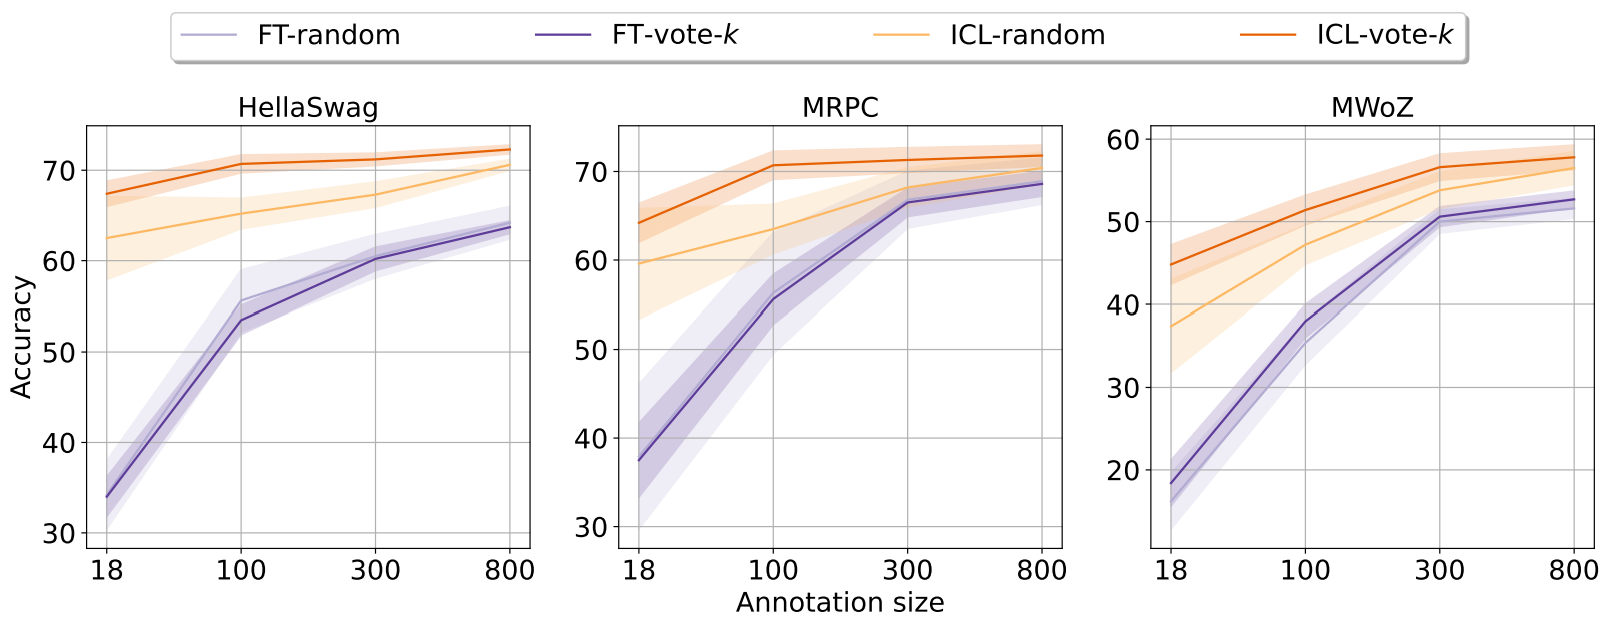 FT-random FT-vote-k ICL-random ICL-vote-k
HellaSwag
MRPC
MWoZ
Accuracy
70
60
50
40
30
18 100 300 800
70
60
50
40
30
18 100 300 800
60
50
40
30
20
18 100 300 800
Annotation size